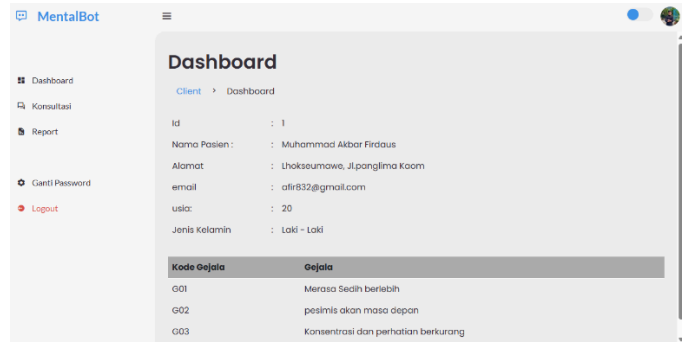 MentalBot
Dashboard
Konsultasi
Report
Ganti Password
Logout
Dashboard
Client > Dashboard
Id : 1
Nama Pasien : : Muhammad Akbar Firdaus
Alamat : Lhokseumawe, Jl.panglima Kaom
email : afir832@gmail.com
usia: : 20
Jenis Kelamin : Laki - Laki
Kode Gejala Gejala
G01 Merasa Sedih berlebih
G02 pesimis akan masa depan
G03 Konsentrasi dan perhatian berkurang